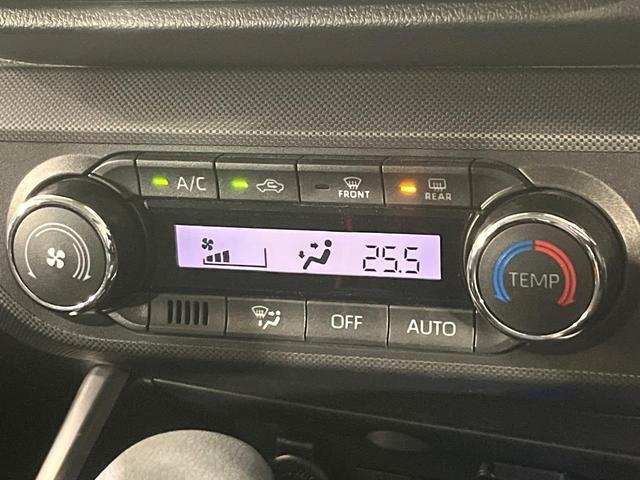 A/C
FRONT
REAR
25.5
TEMP
OFF
AUTO